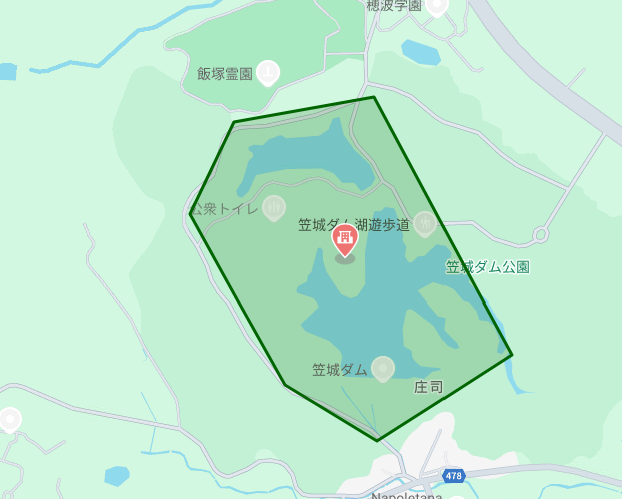 穂波学園
飯塚霊園
公衆トイレ
笠城ダム湖遊歩道
笠城ダム公園
笠城ダム
庄司
478
Napoletana